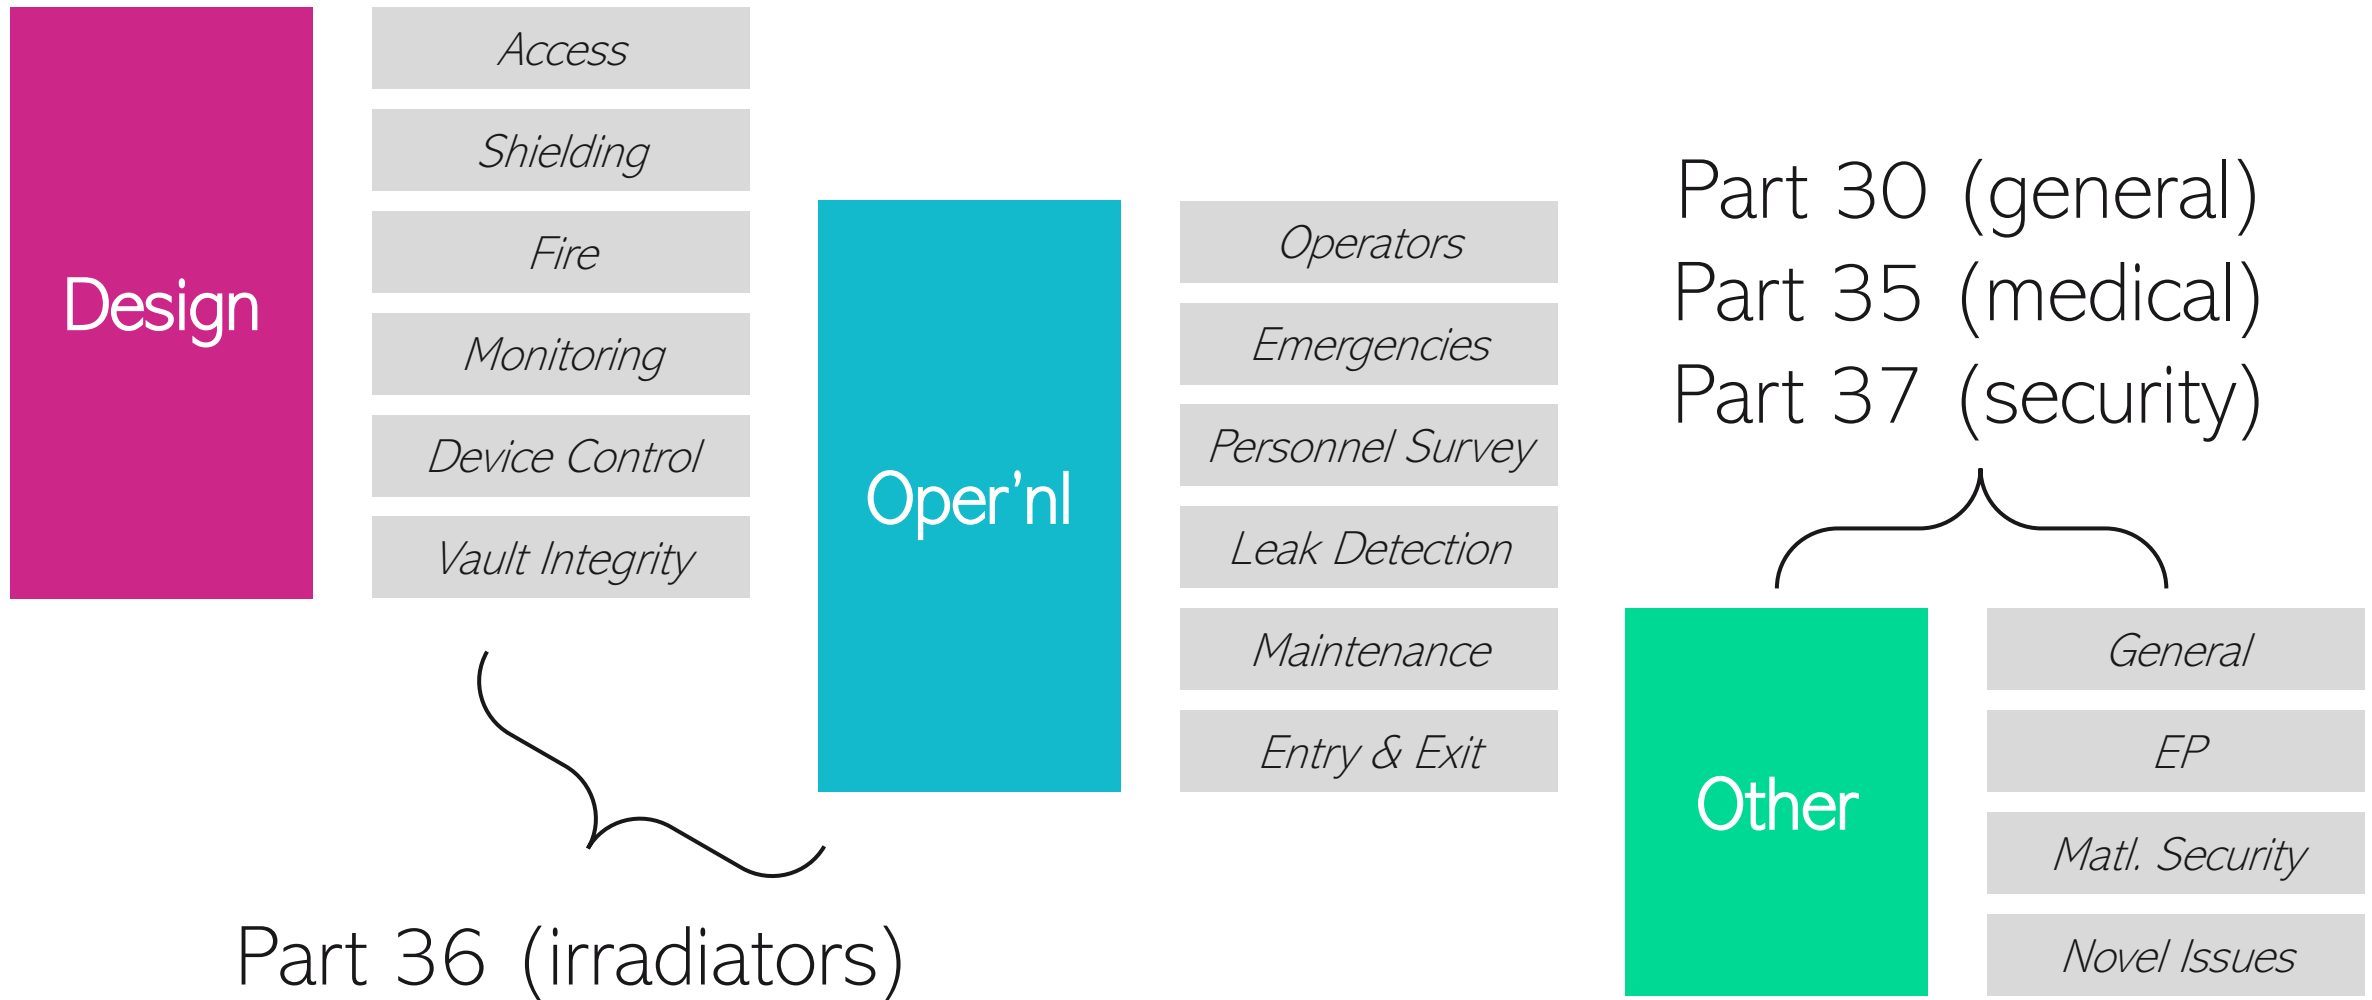 Design
Access
Shielding
Fire
Monitoring
Device Control
Vault Integrity
Oper’nl
Operators
Emergencies
Personnel Survey
Leak Detection
Maintenance
Entry & Exit
Part 36 (irradiators)
Part 30 (general)
Part 35 (medical)
Part 37 (security)
Other
General
EP
Matl. Security
Novel Issues